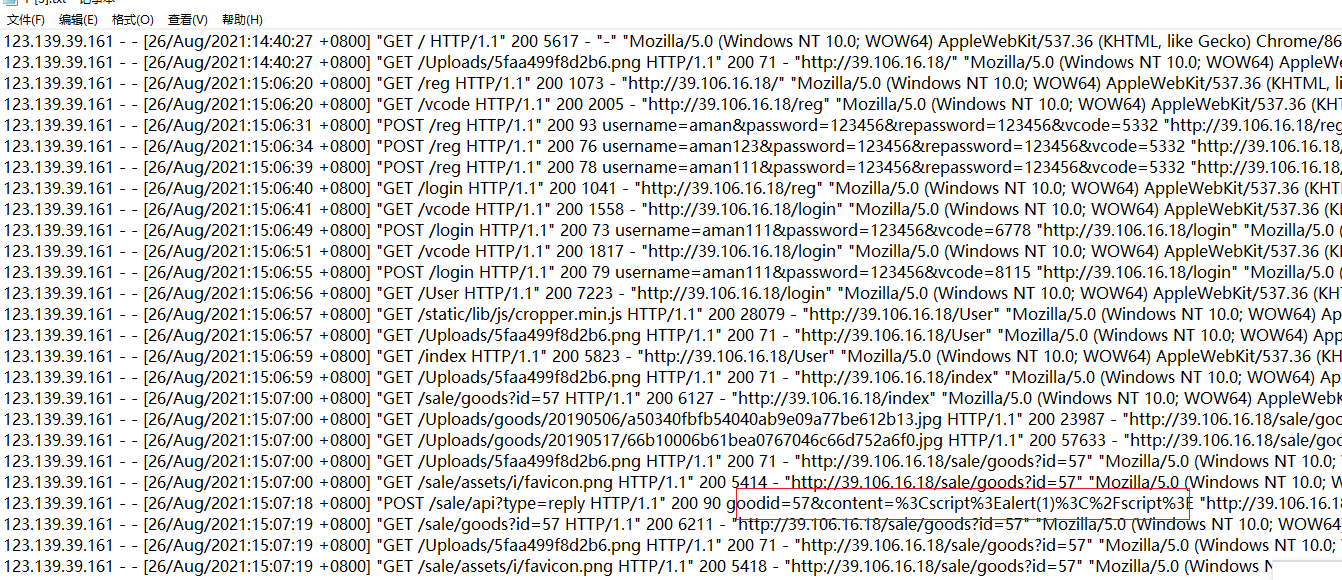 文件(F) 编辑(E) 格式(O) 查看(V) 帮助(H)
123.139.39.161 - - [26/Aug/2021:14:40:27 +0800] "GET / HTTP/1.1" 200 5617 - "-" "Mozilla/5.0 (Windows NT 10.0; WOW64) AppleWebKit/537.36 (KHTML, like Gecko) Chrome/86
123.139.39.161 - - [26/Aug/2021:14:40:27 +0800] "GET /Uploads/5faa499f8d2b6.png HTTP/1.1" 200 71 - "http://39.106.16.18/" "Mozilla/5.0 (Windows NT 10.0; WOW64) AppleWe
123.139.39.161 - - [26/Aug/2021:15:06:20 +0800] "GET /reg HTTP/1.1" 200 1073 - "http://39.106.16.18/" "Mozilla/5.0 (Windows NT 10.0; WOW64) AppleWebKit/537.36 (KHTML, li
123.139.39.161 - - [26/Aug/2021:15:06:20 +0800] "GET /vcode HTTP/1.1" 200 2005 - "http://39.106.16.18/reg" "Mozilla/5.0 (Windows NT 10.0; WOW64) AppleWebKit/537.36 (KH
123.139.39.161 - - [26/Aug/2021:15:06:31 +0800] "POST /reg HTTP/1.1" 200 93 username=aman&password=123456&repassword=123456&vcode=5332 "http://39.106.16.18/reg
123.139.39.161 - - [26/Aug/2021:15:06:34 +0800] "POST /reg HTTP/1.1" 200 76 username=aman123&password=123456&repassword=123456&vcode=5332 "http://39.106.16.18/
123.139.39.161 - - [26/Aug/2021:15:06:39 +0800] "POST /reg HTTP/1.1" 200 78 username=aman111&password=123456&repassword=123456&vcode=5332 "http://39.106.16.18/
123.139.39.161 - - [26/Aug/2021:15:06:40 +0800] "GET /login HTTP/1.1" 200 1041 - "http://39.106.16.18/reg" "Mozilla/5.0 (Windows NT 10.0; WOW64) AppleWebKit/537.36 (KHT
123.139.39.161 - - [26/Aug/2021:15:06:41 +0800] "GET /vcode HTTP/1.1" 200 1558 - "http://39.106.16.18/login" "Mozilla/5.0 (Windows NT 10.0; WOW64) AppleWebKit/537.36 (K
123.139.39.161 - - [26/Aug/2021:15:06:49 +0800] "POST /login HTTP/1.1" 200 73 username=aman111&password=123456&vcode=6778 "http://39.106.16.18/login" "Mozilla/5.0 (
123.139.39.161 - - [26/Aug/2021:15:06:51 +0800] "GET /vcode HTTP/1.1" 200 1817 - "http://39.106.16.18/login" "Mozilla/5.0 (Windows NT 10.0; WOW64) AppleWebKit/537.36 (K
123.139.39.161 - - [26/Aug/2021:15:06:55 +0800] "POST /login HTTP/1.1" 200 79 username=aman111&password=123456&vcode=8115 "http://39.106.16.18/login" "Mozilla/5.0 (
123.139.39.161 - - [26/Aug/2021:15:06:56 +0800] "GET /User HTTP/1.1" 200 7223 - "http://39.106.16.18/login" "Mozilla/5.0 (Windows NT 10.0; WOW64) AppleWebKit/537.36 (KHT
123.139.39.161 - - [26/Aug/2021:15:06:57 +0800] "GET /static/lib/js/cropper.min.js HTTP/1.1" 200 28079 - "http://39.106.16.18/User" "Mozilla/5.0 (Windows NT 10.0; WOW64) Ap
123.139.39.161 - - [26/Aug/2021:15:06:57 +0800] "GET /Uploads/5faa499f8d2b6.png HTTP/1.1" 200 71 - "http://39.106.16.18/User" "Mozilla/5.0 (Windows NT 10.0; WOW64) Ap
123.139.39.161 - - [26/Aug/2021:15:06:59 +0800] "GET /index HTTP/1.1" 200 5823 - "http://39.106.16.18/User" "Mozilla/5.0 (Windows NT 10.0; WOW64) AppleWebKit/537.36 (KH
123.139.39.161 - - [26/Aug/2021:15:06:59 +0800] "GET /Uploads/5faa499f8d2b6.png HTTP/1.1" 200 71 - "http://39.106.16.18/index" "Mozilla/5.0 (Windows NT 10.0; WOW64) Ap
123.139.39.161 - - [26/Aug/2021:15:07:00 +0800] "GET /sale/goods?id=57 HTTP/1.1" 200 6127 - "http://39.106.16.18/index" "Mozilla/5.0 (Windows NT 10.0; WOW64) AppleWebK
123.139.39.161 - - [26/Aug/2021:15:07:00 +0800] "GET /Uploads/goods/20190506/a50340fbfb54040ab9e09a77be612b13.jpg HTTP/1.1" 200 23987 - "http://39.106.16.18/sale/goo
123.139.39.161 - - [26/Aug/2021:15:07:00 +0800] "GET /Uploads/goods/20190517/66b10006b61bea0767046c66d752a6f0.jpg HTTP/1.1" 200 57633 - "http://39.106.16.18/sale/goo
123.139.39.161 - - [26/Aug/2021:15:07:00 +0800] "GET /Uploads/5faa499f8d2b6.png HTTP/1.1" 200 71 - "http://39.106.16.18/sale/goods?id=57" "Mozilla/5.0 (Windows NT 10.0; WO
123.139.39.161 - - [26/Aug/2021:15:07:00 +0800] "GET /sale/assets/i/favicon.png HTTP/1.1" 200 5414 - "http://39.106.16.18/sale/goods?id=57" "Mozilla/5.0 (Windows NT 10.0; W
123.139.39.161 - - [26/Aug/2021:15:07:18 +0800] "POST /sale/api?type=reply HTTP/1.1" 200 90 goodid=57&content=%3Cscript%3Ealert(1)%3C%2Fscript%3E "http://39.106.16.18
123.139.39.161 - - [26/Aug/2021:15:07:19 +0800] "GET /sale/goods?id=57 HTTP/1.1" 200 6211 - "http://39.106.16.18/sale/goods?id=57" "Mozilla/5.0 (Windows NT 10.0; WOW64)
123.139.39.161 - - [26/Aug/2021:15:07:19 +0800] "GET /Uploads/5faa499f8d2b6.png HTTP/1.1" 200 71 - "http://39.106.16.18/sale/goods?id=57" "Mozilla/5.0 (Windows NT 10.0; WO
123.139.39.161 - - [26/Aug/2021:15:07:19 +0800] "GET /sale/assets/i/favicon.png HTTP/1.1" 200 5418 - "http://39.106.16.18/sale/goods?id=57" "Mozilla/5.0 (Windows